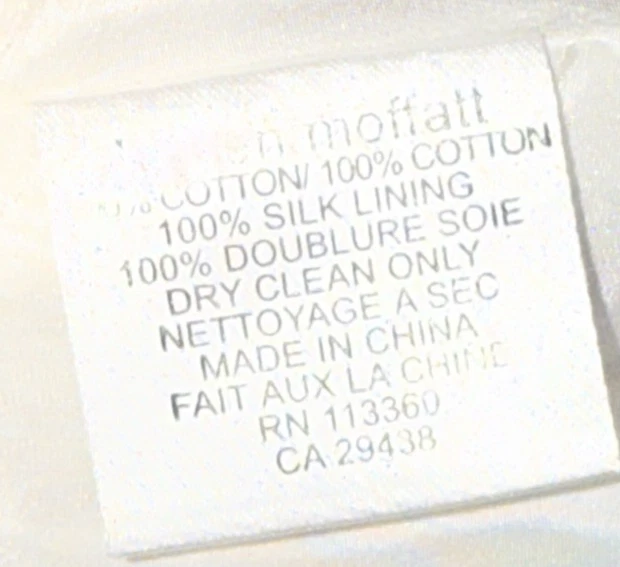 moffatt
COTTON/ 100% COTTON
100% SILK LINING
100% DOUBLURE SOIE
DRY CLEAN ONLY
NETTOYAGE A SEC
MADE IN CHINA
FAIT AUX LA CHINE
RN 113360
CA 29438